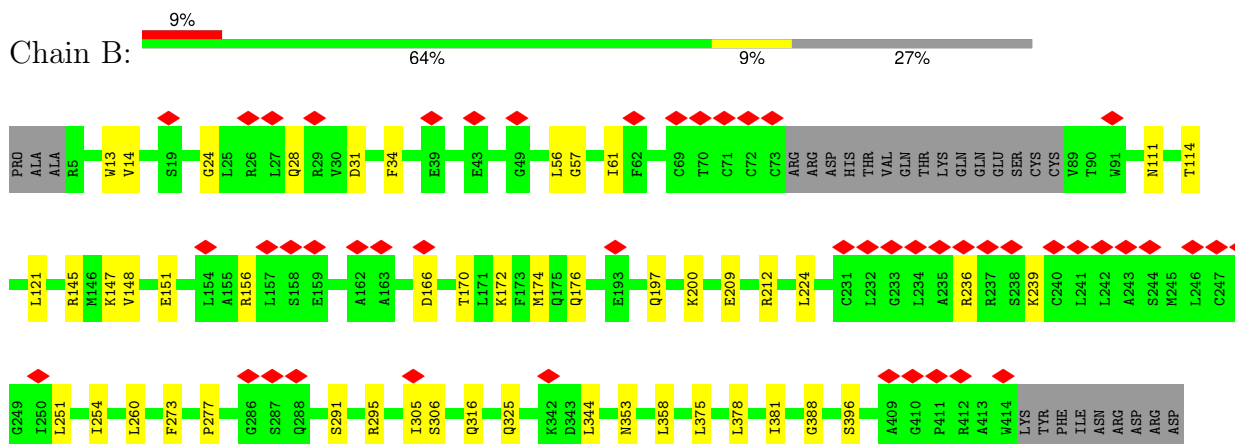 9%
Chain B:
64% 9% 27%
PRO ALA ALA R5 W13 V14 S19 G24 L25 R26 L27 Q28 R29 V30 D31 F34 E39 E43 G49 L56 G57 I61 F62 C69 T70 C71 C72 C73 ARG ARG ASP HIS THR VAL GLN THR LYS GLN GLN GLU SER CYS CYS V89 T90 W91 N111 T114
L121 R145 M146 K147 V148 E151 L154 A155 R156 L157 S158 E159 A162 A163 D166 T170 L171 K172 F173 M174 Q175 Q176 E193 Q197 K200 E209 R212 L224 C231 L232 G233 L234 A235 R236 R237 S238 K239 C240 L241 L242 A243 S244 M245 L246 C247
G249 I250 L251 I254 L260 F273 P277 G286 S287 Q288 S291 R295 I305 S306 Q316 Q325 K342 D343 L344 N353 L358 L375 L378 I381 G388 S396 A409 G410 P411 R412 A413 W414 LYS TYR PHE ILE ASN ARG ASP ARG ASP